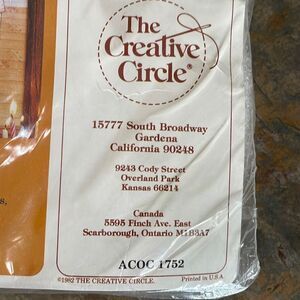 The
Creative
Circle®
15777 South Broadway
Gardena
California 90248
9243 Cody Street
Overland Park
Kansas 66214
Canada
5595 Finch Ave. East
Scarborough, Ontario M1B3A7
ACOC 1752
©1982 THE CREATIVE CIRCLE. Printed in U.S.A.